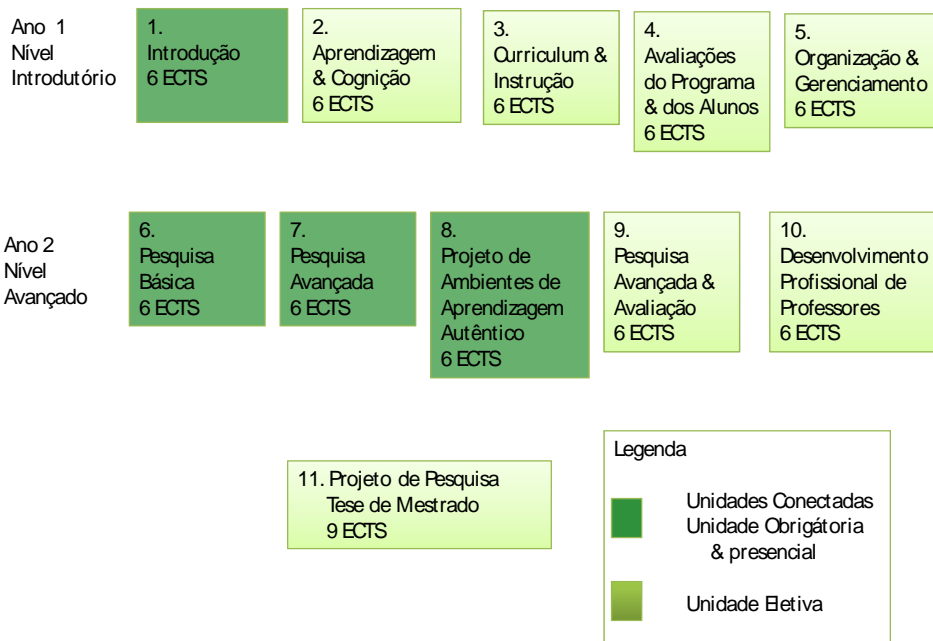 Ano 1
Nível
Introdutório
1.
Introdução
6 ECTS
2.
Aprendizagem
& Cognição
6 ECTS
3.
Curriculum &
Instrução
6 ECTS
4.
Avaliações
do Programa
& dos Alunos
6 ECTS
5.
Organização &
Gerenciamento
6 ECTS
Ano 2
Nível
Avançado
6.
Pesquisa
Básica
6 ECTS
7.
Pesquisa
Avançada
6 ECTS
8.
Projeto de
Ambientes de
Aprendizagem
Autêntico
6 ECTS
9.
Pesquisa
Avançada &
Avaliação
6 ECTS
10.
Desenvolvimento
Profissional de
Professores
6 ECTS
11. Projeto de Pesquisa
Tese de Mestrado
9 ECTS
Legenda
Unidades Conectadas
Unidade Obrigátoria
& presencial
Unidade Eletiva